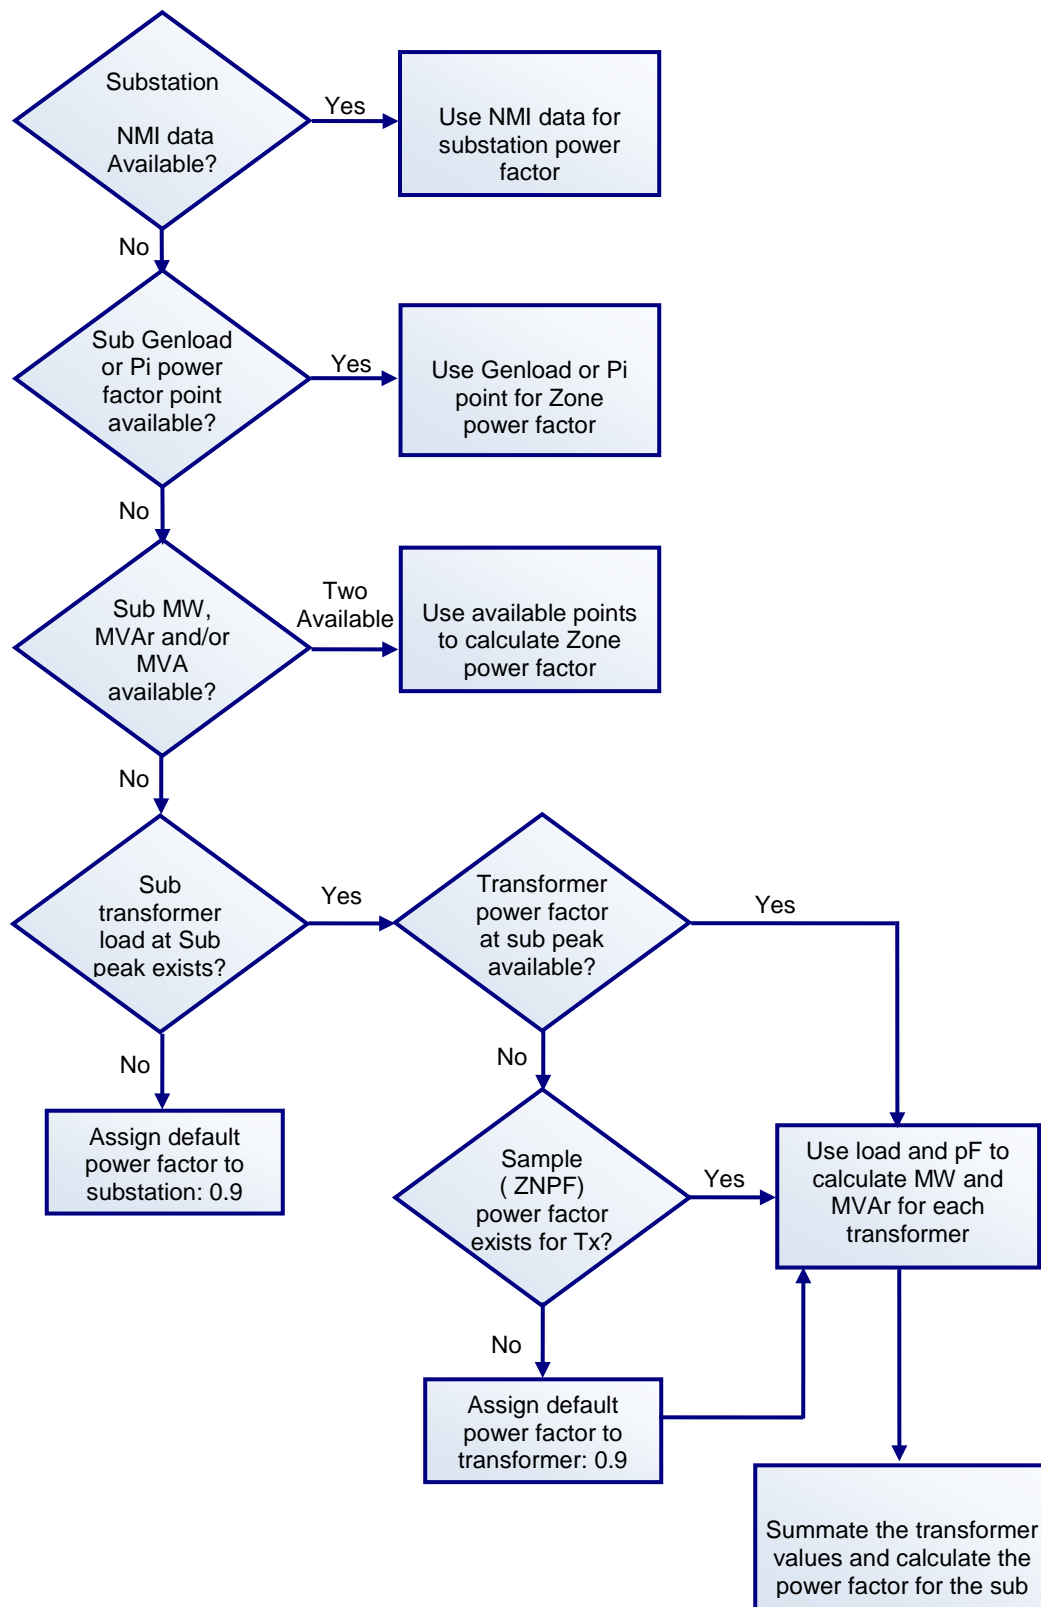 Substation
NMI data
Available?
Yes
Use NMI data for
substation power
factor
No
Sub Genload
or Pi power
factor point
available?
Yes
Use Genload or Pi
point for Zone
power factor
No
Sub MW,
MVAr and/or
MVA
available?
Two
Available
Use available points
to calculate Zone
power factor
No
Sub
transformer
load at Sub
peak exists?
Yes
Transformer
power factor
at sub peak
available?
Yes
No
Assign default
power factor to
substation: 0.9
No
Sample
( ZNPF)
power factor
exists for Tx?
Yes
Use load and pF to
calculate MW and
MVAr for each
transformer
No
Assign default
power factor to
transformer: 0.9
Summate the transformer
values and calculate the
power factor for the sub